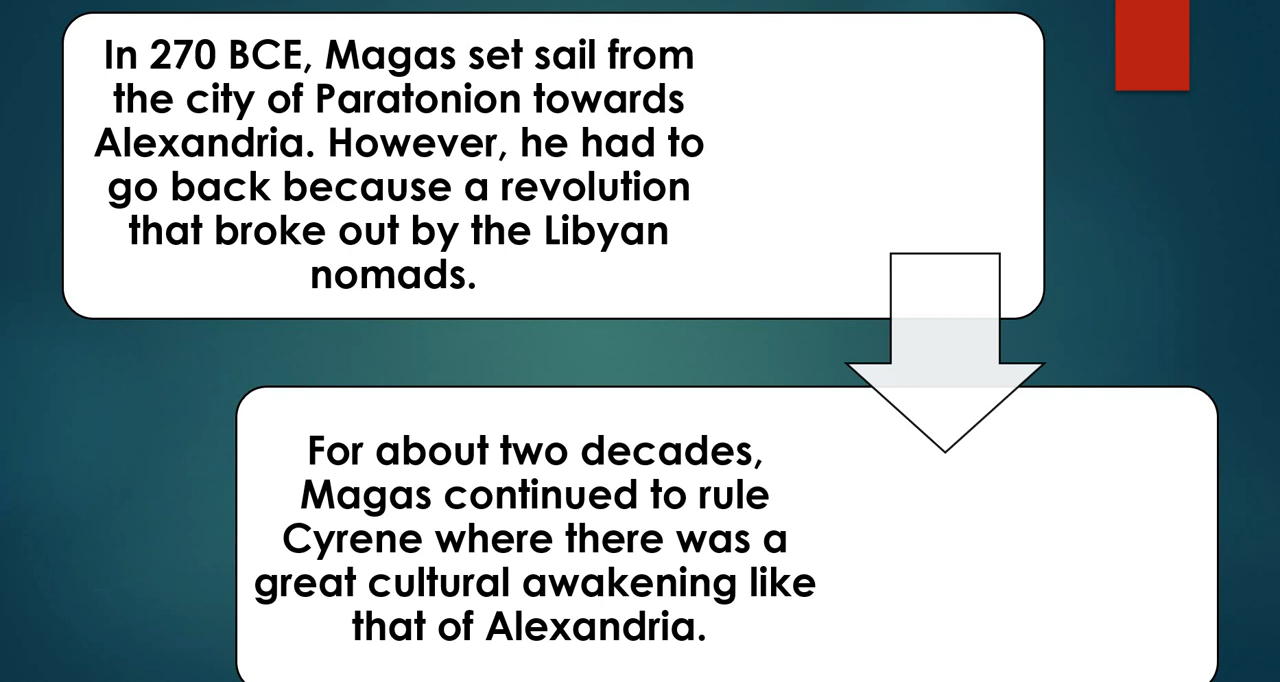 In 270 BCE, Magas set sail from
the city of Paratonion towards
Alexandria. However, he had to
go back because a revolution
that broke out by the Libyan
nomads.
For about two decades,
Magas continued to rule
Cyrene where there was a
great cultural awakening like
that of Alexandria.